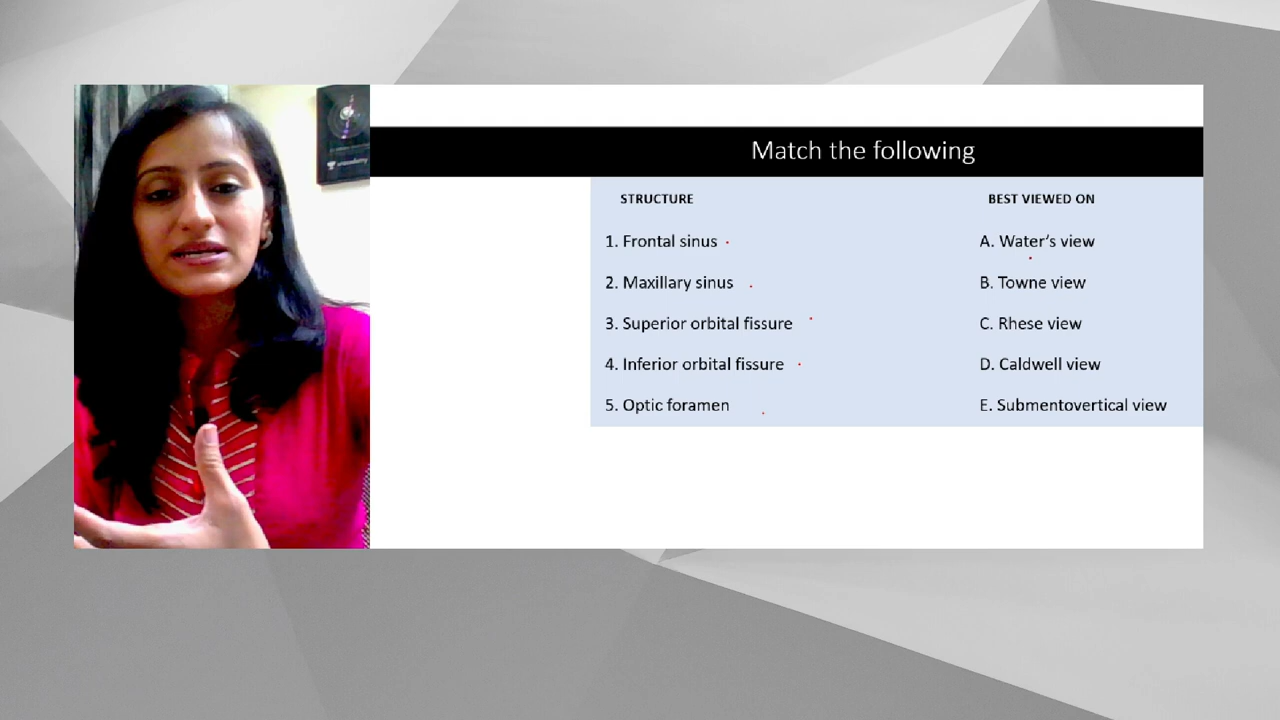 Match the following
STRUCTURE BEST VIEWED ON
1. Frontal sinus A. Water's view
2. Maxillary sinus B. Towne view
3. Superior orbital fissure C. Rhese view
4. Inferior orbital fissure D. Caldwell view
5. Optic foramen E. Submentovertical view